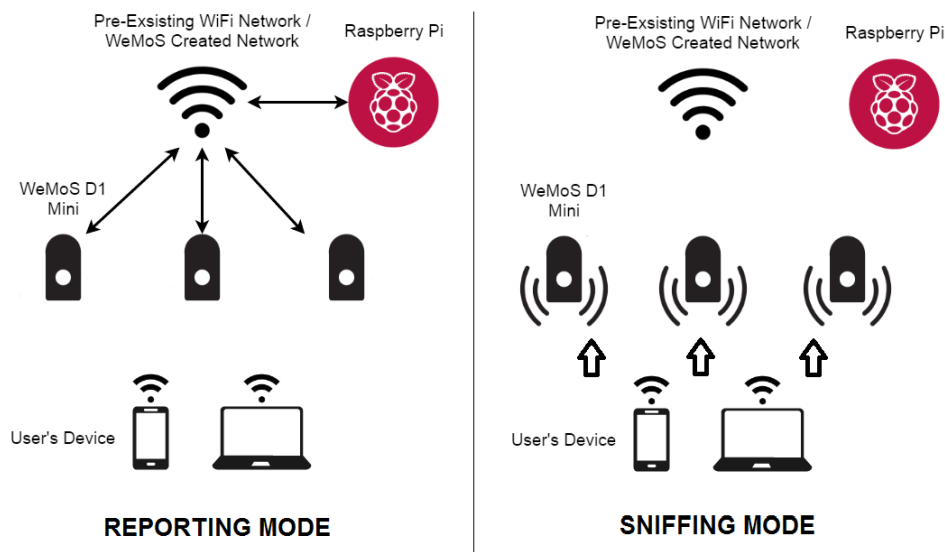 Pre-Exsisting WiFi Network /
WeMoS Created Network
Raspberry Pi
WeMoS D1
Mini
User's Device
REPORTING MODE
Pre-Exsisting WiFi Network /
WeMoS Created Network
Raspberry Pi
WeMoS D1
Mini
User's Device
SNIFFING MODE